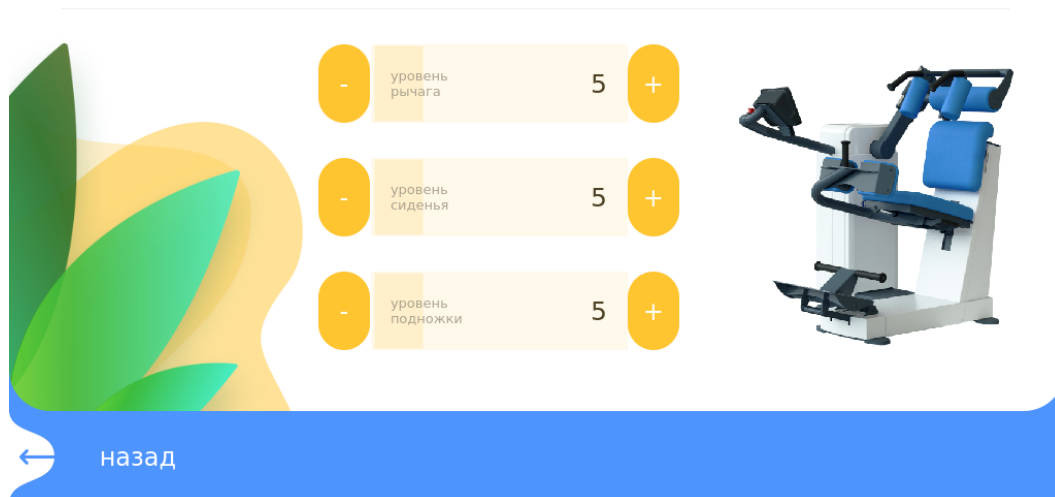 -
уровень
рычага
5
+
-
уровень
сиденья
5
+
-
уровень
подножки
5
+
назад